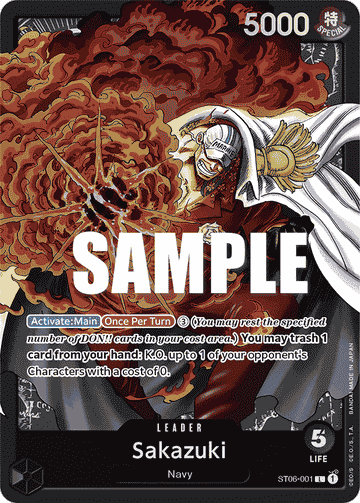 5000 特
SPECIAL
MARINE
SAMPLE
Activate:Main Once Per Turn ③ (You may rest the specified
number of DON!! cards in your cost area.) You may trash 1
card from your hand: K.O. up to 1 of your opponent's
Characters with a cost of 0.
LEADER
Sakazuki
Navy
5
LIFE
ST06-001 L 1